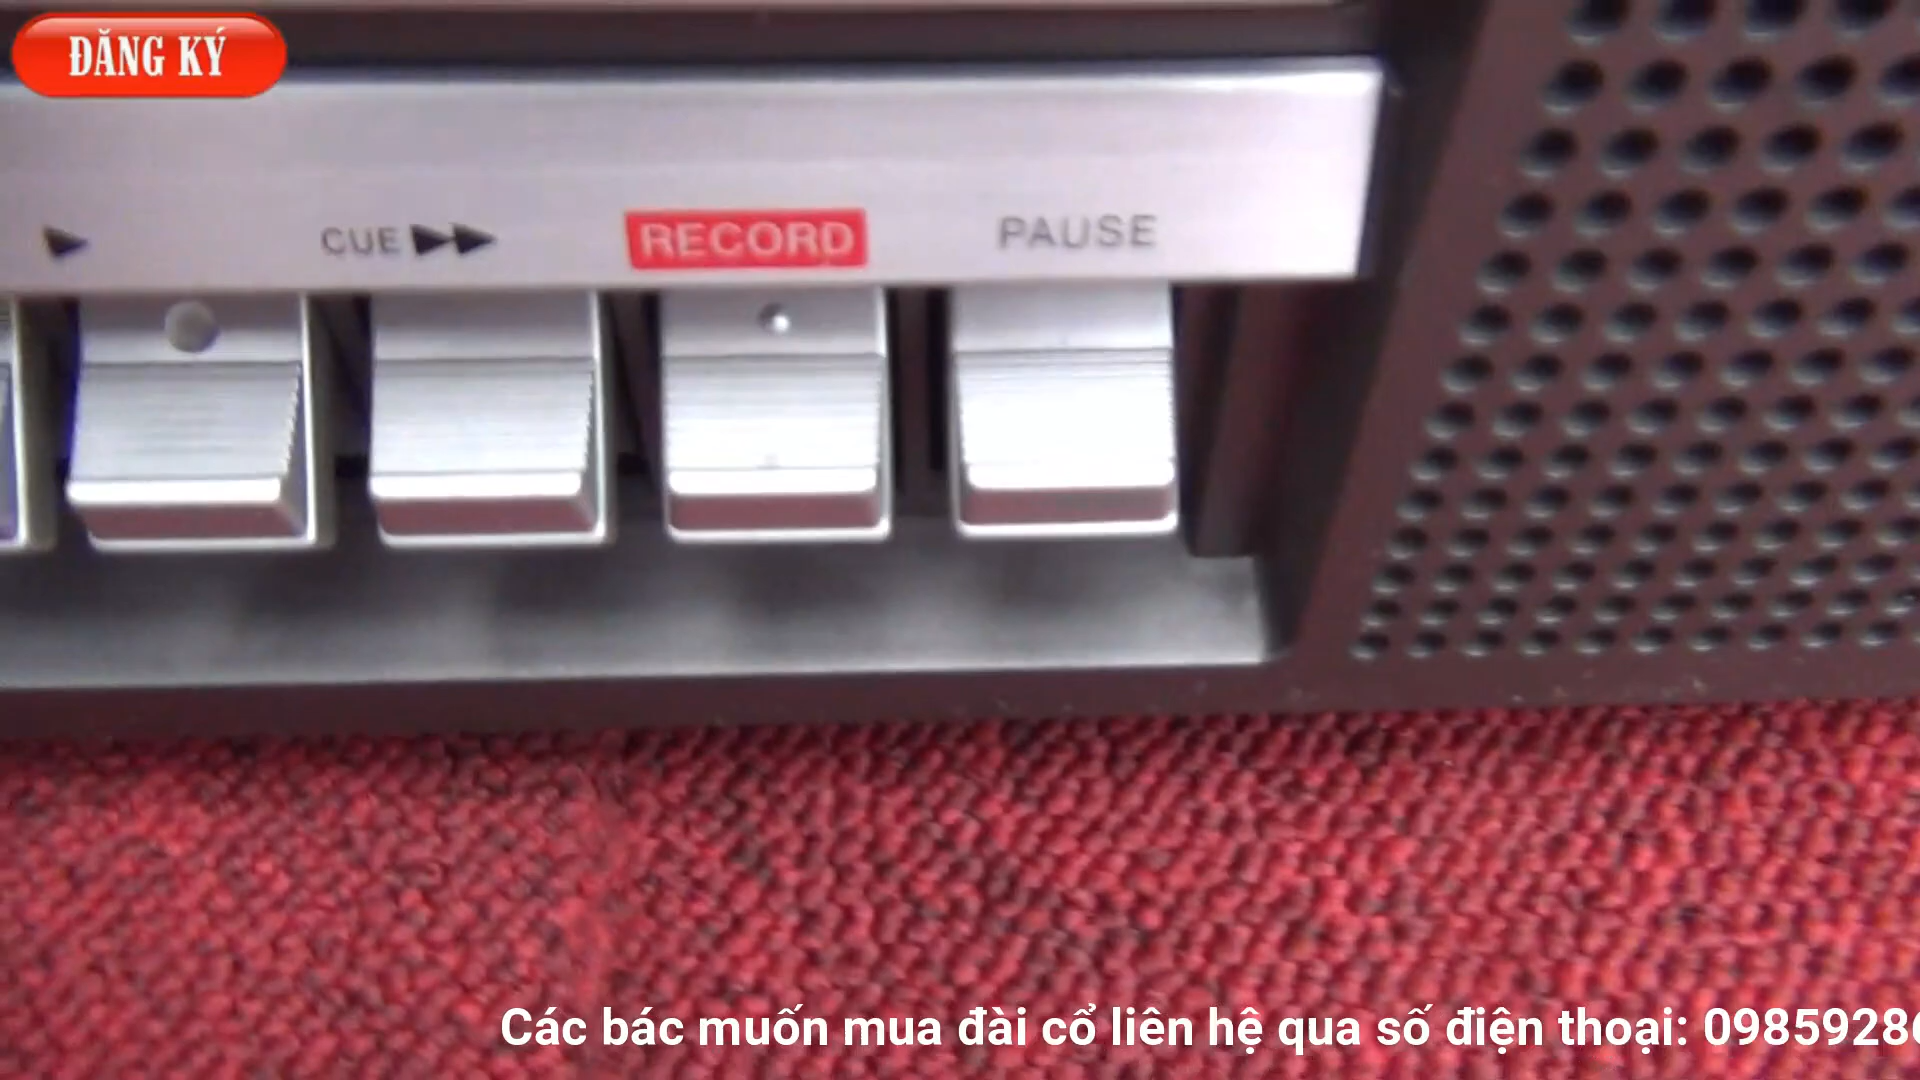 ĐĂNG KÝ
CUE
RECORD
PAUSE
Các bác muốn mua đài cổ liên hệ qua số điện thoại: 0985928